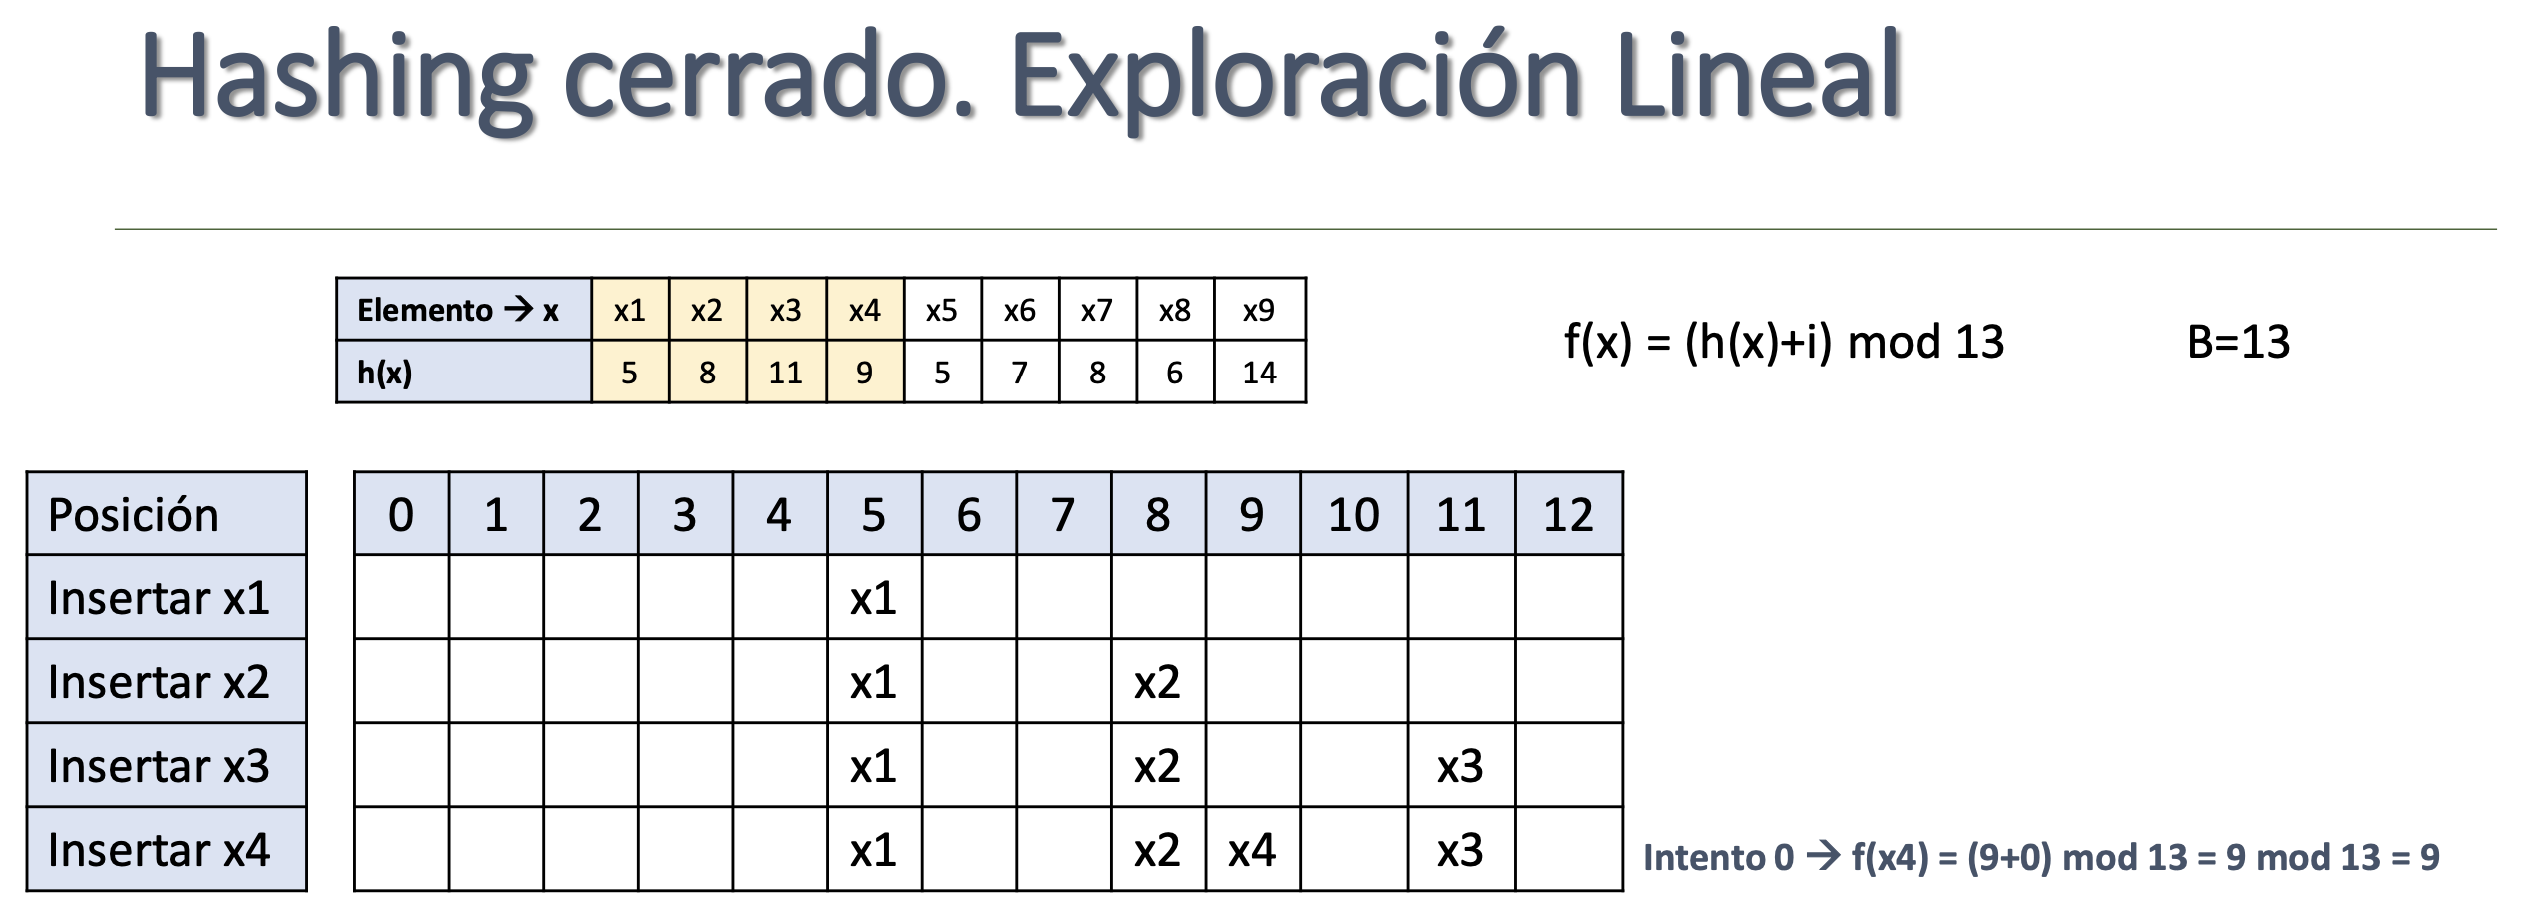 Hashing cerrado. Exploración Lineal
Elemento → x x1 x2 x3 x4 x5 x6 x7 x8 x9
h(x) 5 8 11 9 5 7 8 6 14
f(x) = (h(x)+i) mod 13 B=13
Posición 0 1 2 3 4 5 6 7 8 9 10 11 12
Insertar x1 x1
Insertar x2 x1 x2
Insertar x3 x1 x2 x3
Insertar x4 x1 x2 x4 x3
Intento 0 → f(x4) = (9+0) mod 13 = 9 mod 13 = 9